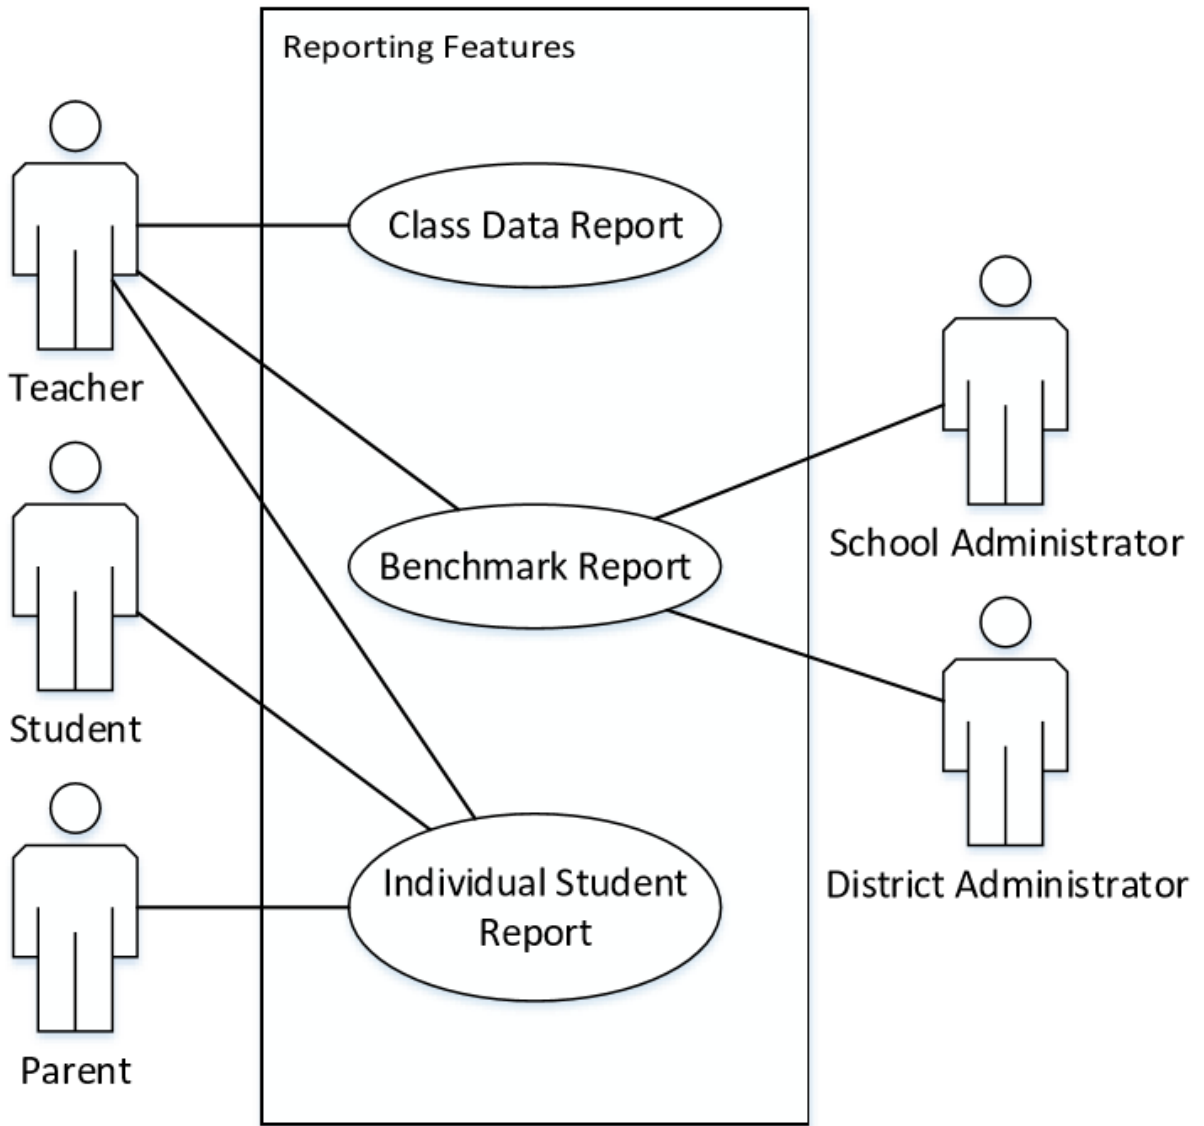 Reporting Features
Class Data Report
Teacher
Benchmark Report
School Administrator
Student
Individual Student
Report
District Administrator
Parent